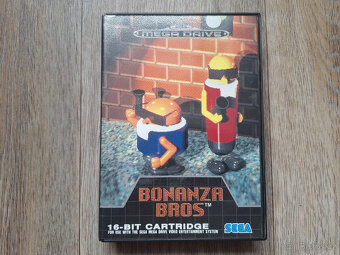 MEGA DRIVE
BONANZA
BROS™
16-BIT CARTRIDGE
FOR USE WITH THE SEGA MEGA DRIVE VIDEO ENTERTAINMENT SYSTEM
SEGA